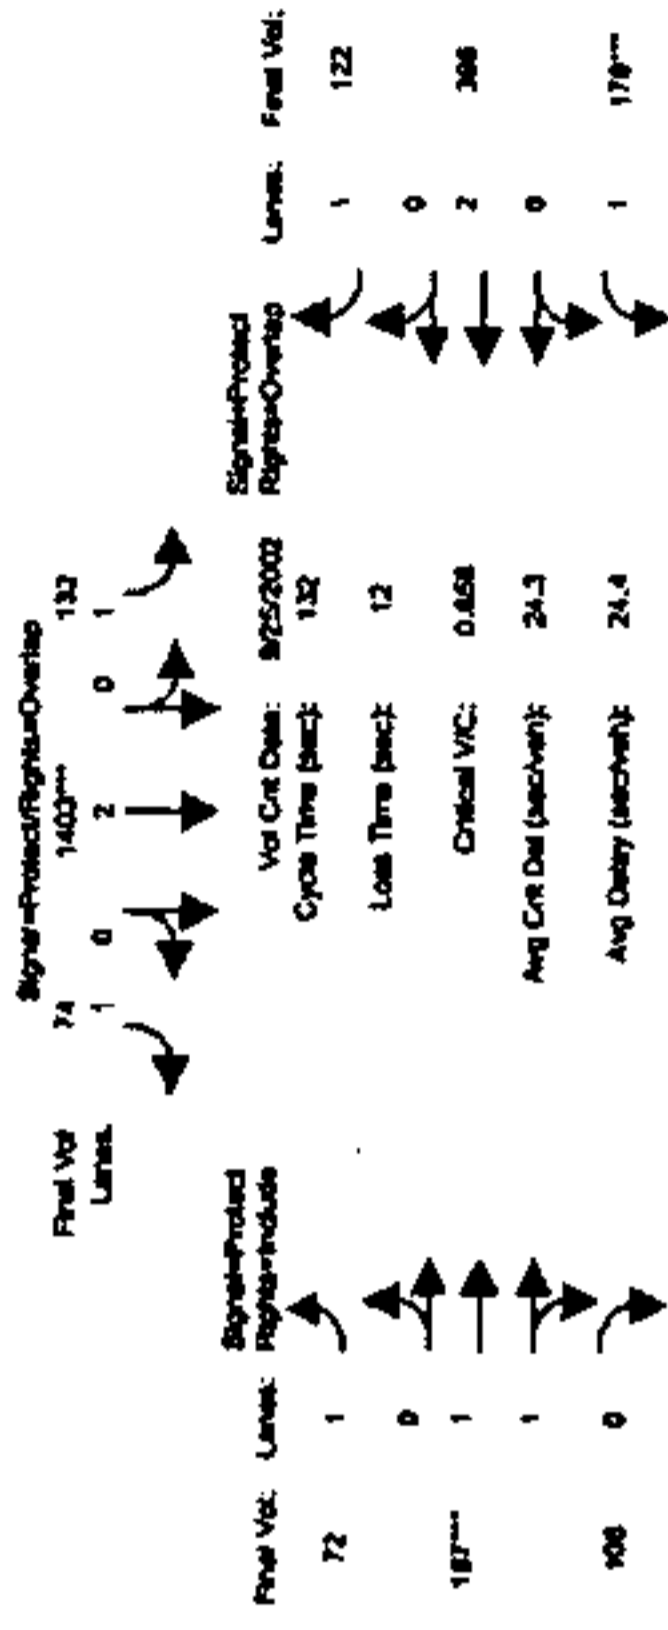 Signal=Protect/Rights=Overlap
Final Vol: 74 1403*** 132
Lanes: 1 0 2 0 1
Signal=Protect
Rights=Include
Signal=Protect
Rights=Overlap
Final Vol: Lanes:
72 1
0
1
1
0
Vol Cnt Date: 9/25/2002
Cycle Time (sec): 132
Loss Time (sec): 12
Critical V/C:
Avg Crit Del (sec/veh): 24.3
Avg Delay (sec/veh): 24.4
Lanes: Final Vol:
1 122
0
2
0
1